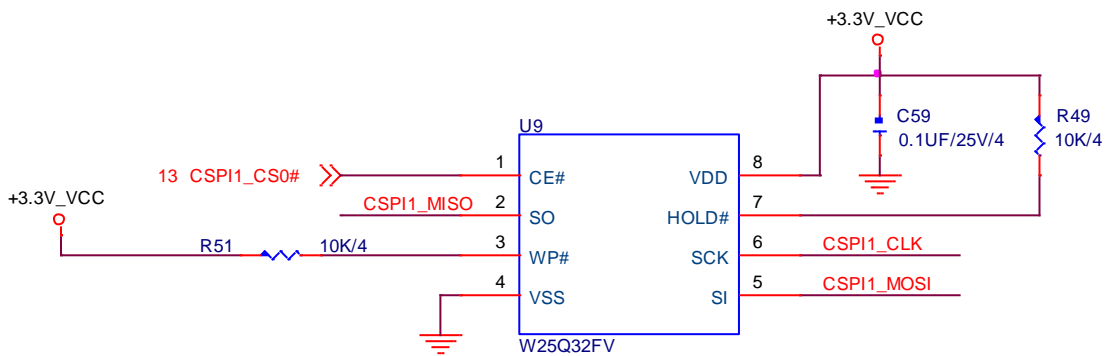 +3.3V_VCC
U9
C59
0.1UF/25V/4
R49
10K/4
13 CSPI1_CS0#
1
CE#
VDD
8
+3.3V_VCC
CSPI1_MISO
2
SO
HOLD#
7
R51
10K/4
3
WP#
SCK
6
CSPI1_CLK
4
VSS
SI
5
CSPI1_MOSI
W25Q32FV